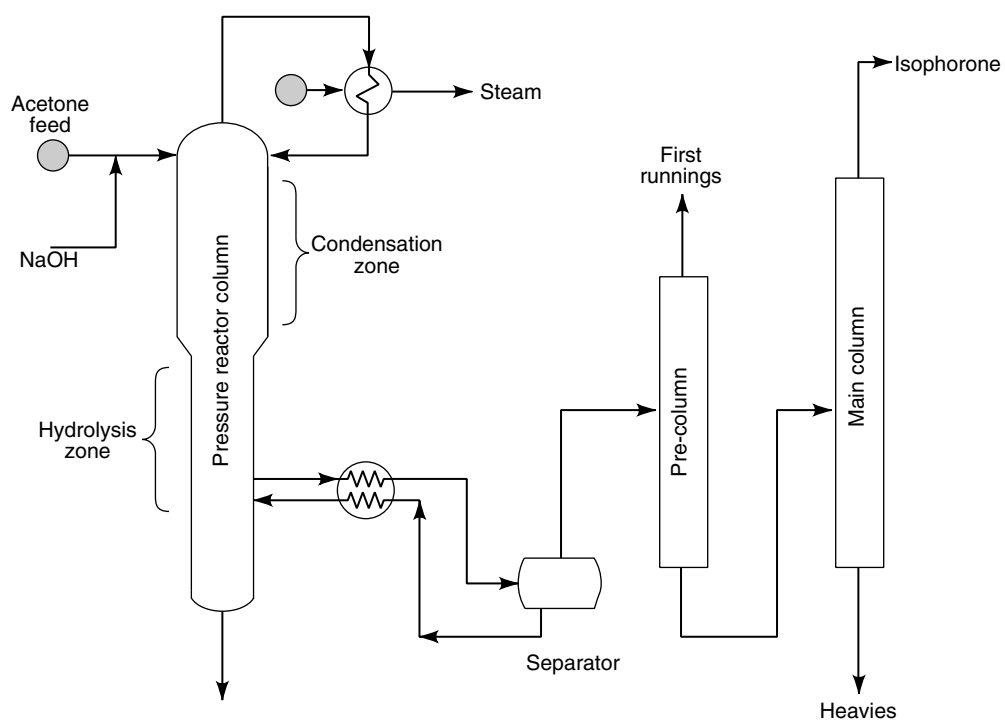 Isophorone
Steam
Acetone
feed
First
runnings
Condensation
zone
NaOH
Pressure reactor column
Hydrolysis
zone
Pre-column
Main column
Separator
Heavies